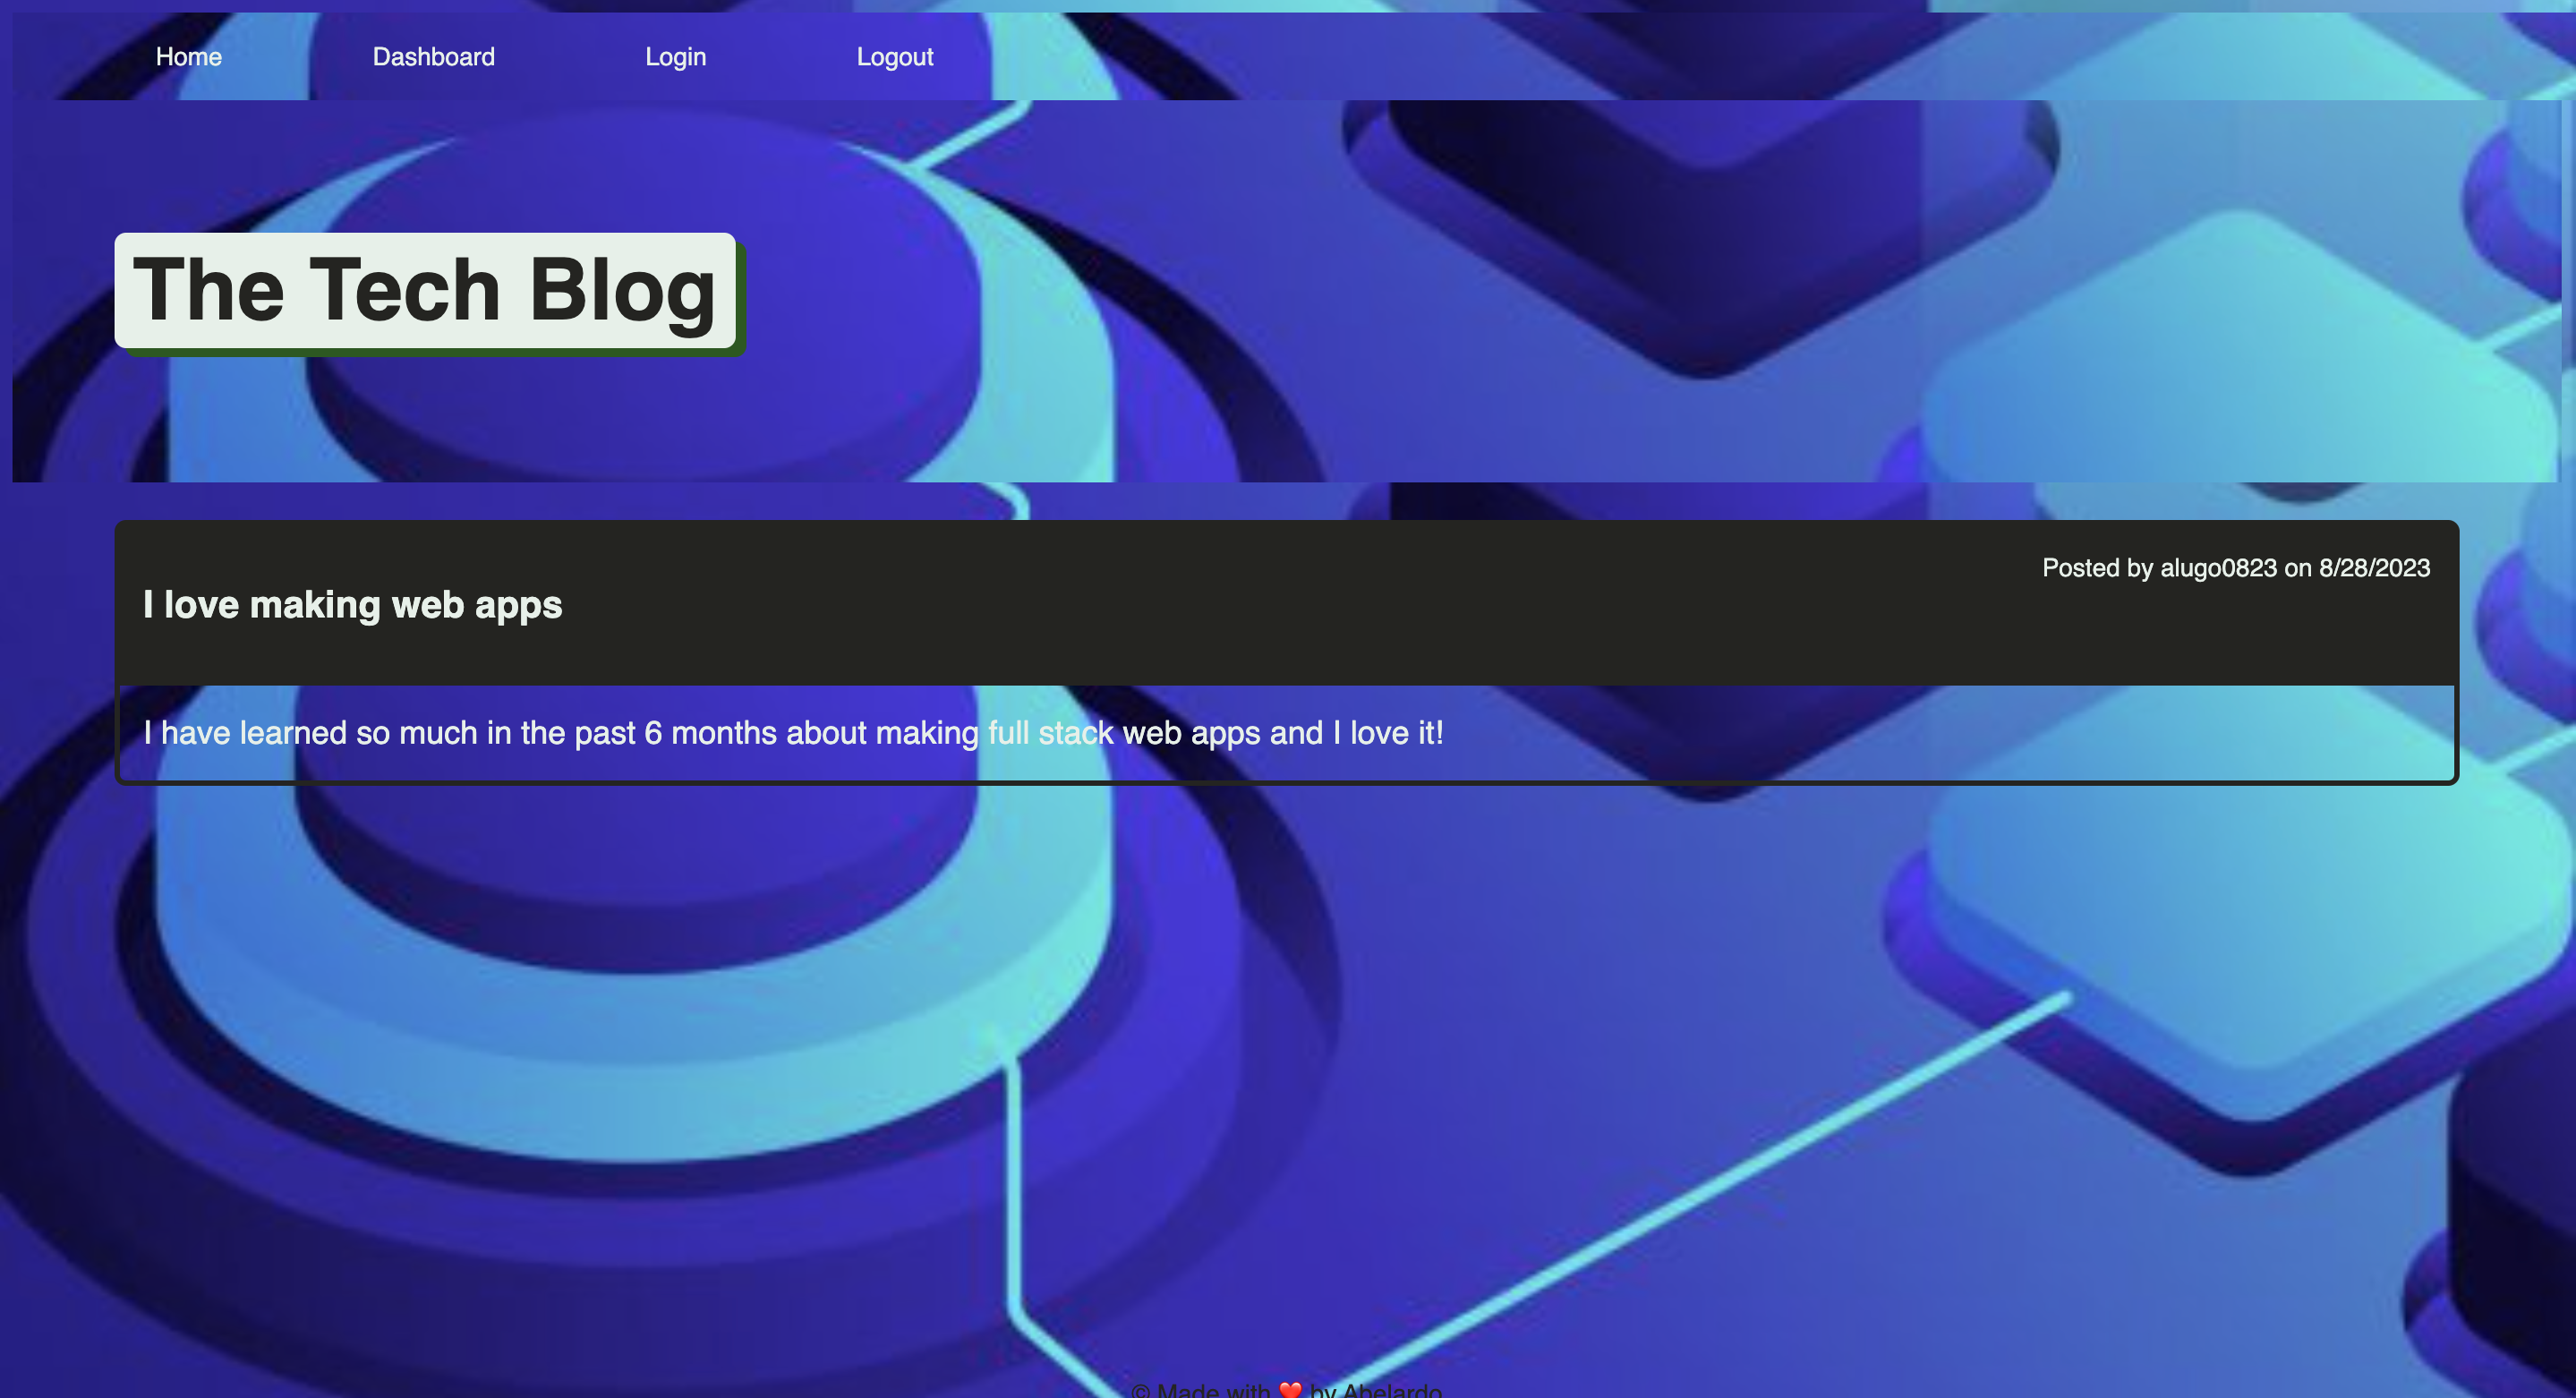 Home Dashboard Login Logout
The Tech Blog
Posted by alugo0823 on 8/28/2023
I love making web apps
I have learned so much in the past 6 months about making full stack web apps and I love it!
© Made with ❤️ by Abelardo